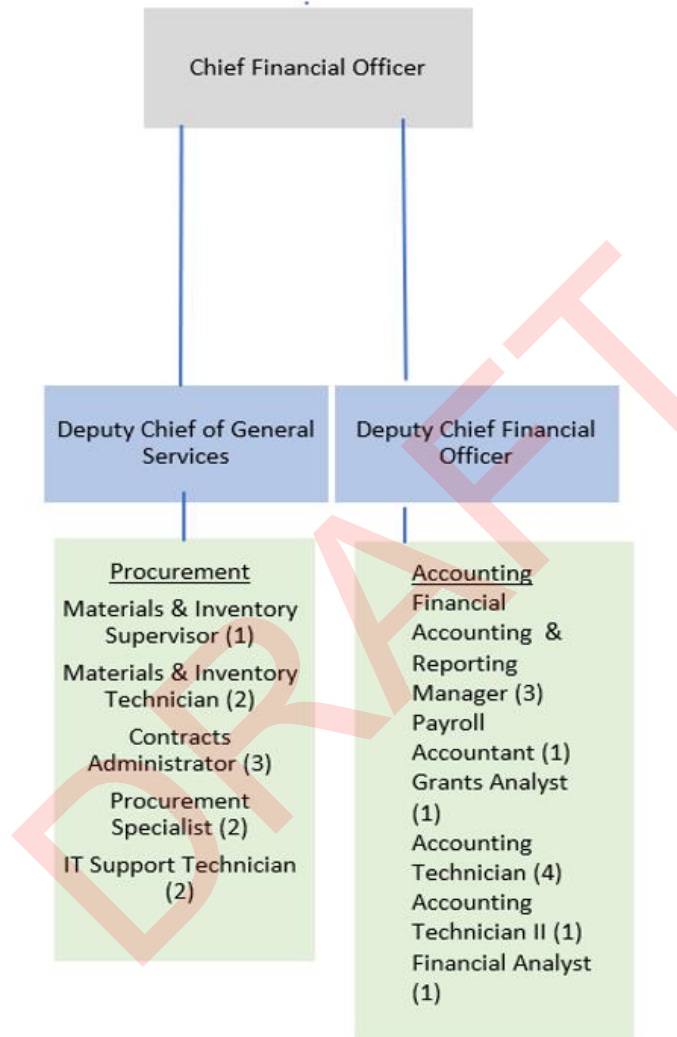 Chief Financial Officer
Deputy Chief of General
Services
Deputy Chief Financial
Officer
Procurement
Materials & Inventory
Supervisor (1)
Materials & Inventory
Technician (2)
Contracts
Administrator (3)
Procurement
Specialist (2)
IT Support Technician
(2)
Accounting
Financial
Accounting & 
Reporting
Manager (3)
Payroll
Accountant (1)
Grants Analyst
(1)
Accounting
Technician (4)
Accounting
Technician II (1)
Financial Analyst
(1)
DRAFT